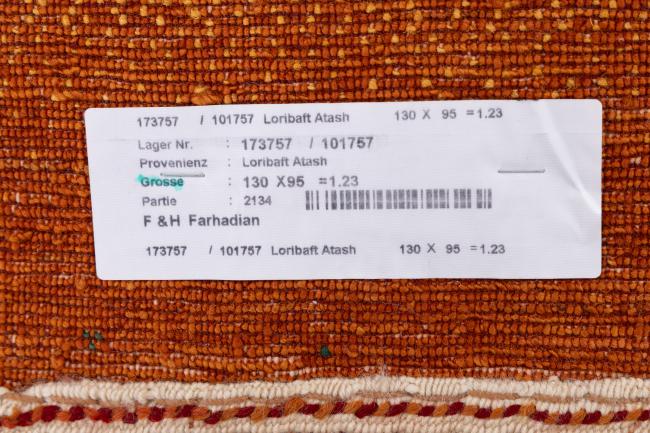 173757 / 101757 Loribaft Atash 130 X 95 =1.23
Lager Nr. : 173757 / 101757
Provenienz : Loribaft Atash
Grosse : 130 X95 =1.23
Partie : 2134
F &H Farhadian
173757 / 101757 Loribaft Atash 130 X 95 =1.23